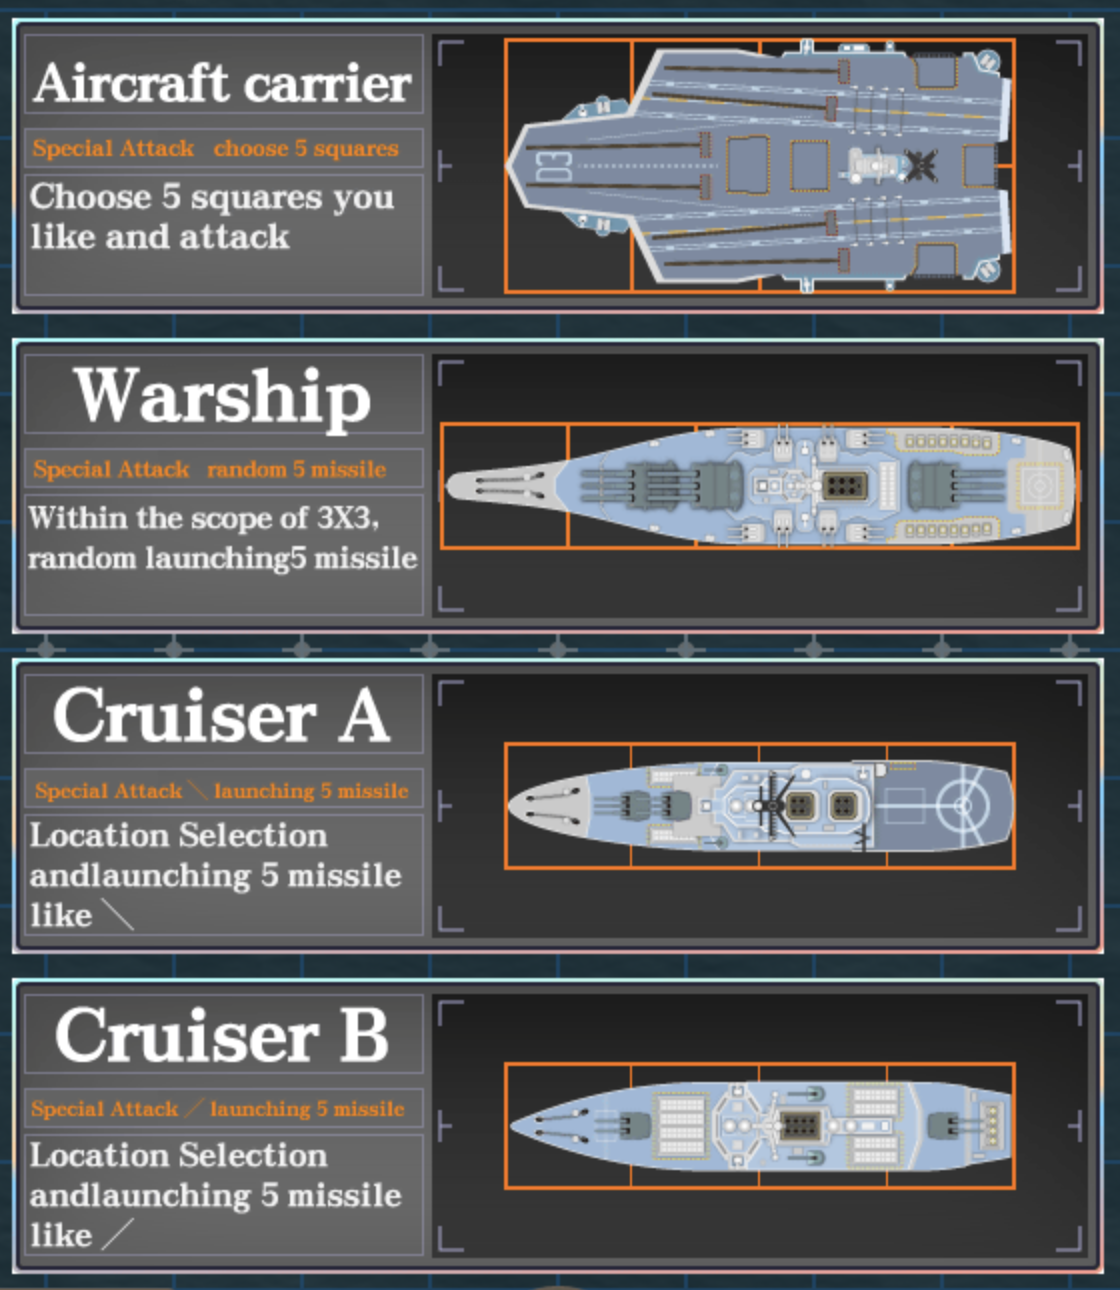 Aircraft carrier
Special Attack choose 5 squares
Choose 5 squares you
like and attack
03
Warship
Special Attack random 5 missile
Within the scope of 3X3,
random launching5 missile
Cruiser A
Special Attack ＼ launching 5 missile
Location Selection
andlaunching 5 missile
like ＼
Cruiser B
Special Attack ／ launching 5 missile
Location Selection
andlaunching 5 missile
like ／